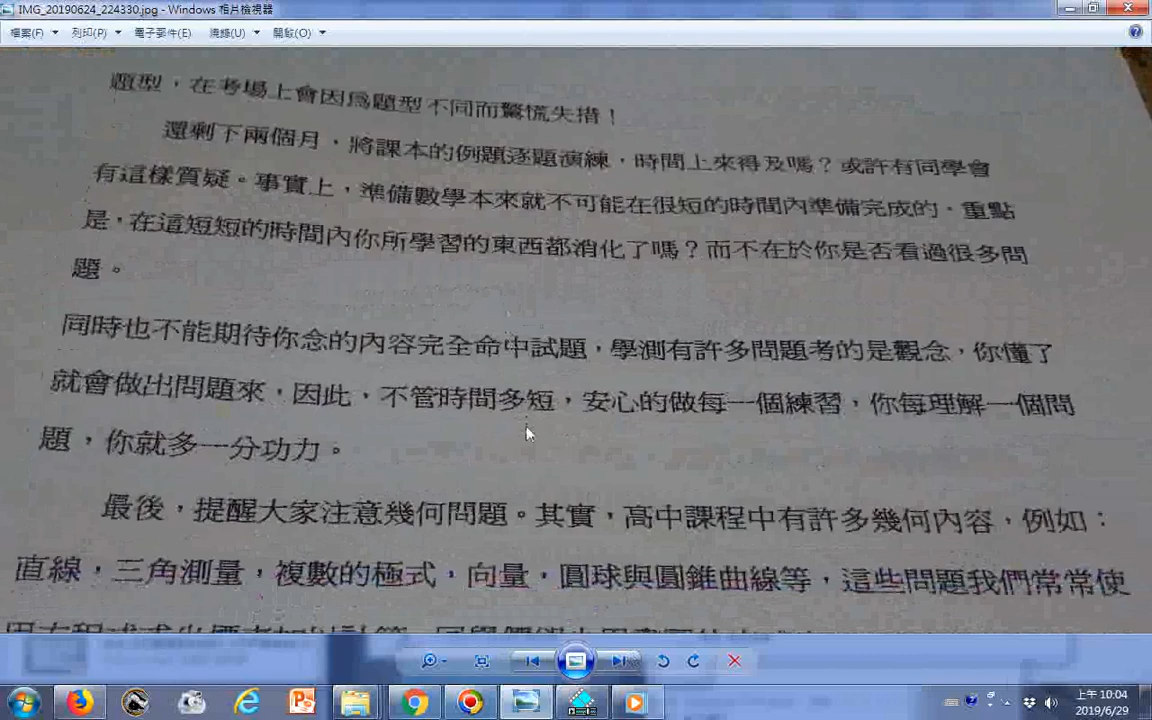 IMG_20190624_224330.jpg - Windows 相片檢視器
檔案(F) 列印(P) 電子郵件(E) 燒錄(U) 開啟(O)
題型，在考場上會因為題型不同而驚慌失措！
還剩下兩個月，將課本的例題逐題演練，時間上來得及嗎？或許有同學會
有這樣質疑。事實上，準備數學本來就不可能在很短的時間內準備完成的，重點
是，在這短短的時間內你所學習的東西都消化了嗎？而不在於你是否看過很多問
題。
同時也不能期待你念的內容完全命中試題，學測有許多問題考的是觀念，你懂了
就會做出問題來，因此，不管時間多短，安心的做每一個練習，你每理解一個問
題，你就多一分功力。
最後，提醒大家注意幾何問題。其實，高中課程中有許多幾何內容，例如：
直線，三角測量，複數的極式，向量，圓球與圓錐曲線等，這些問題我們常常使
上午 10:04
2019/6/29